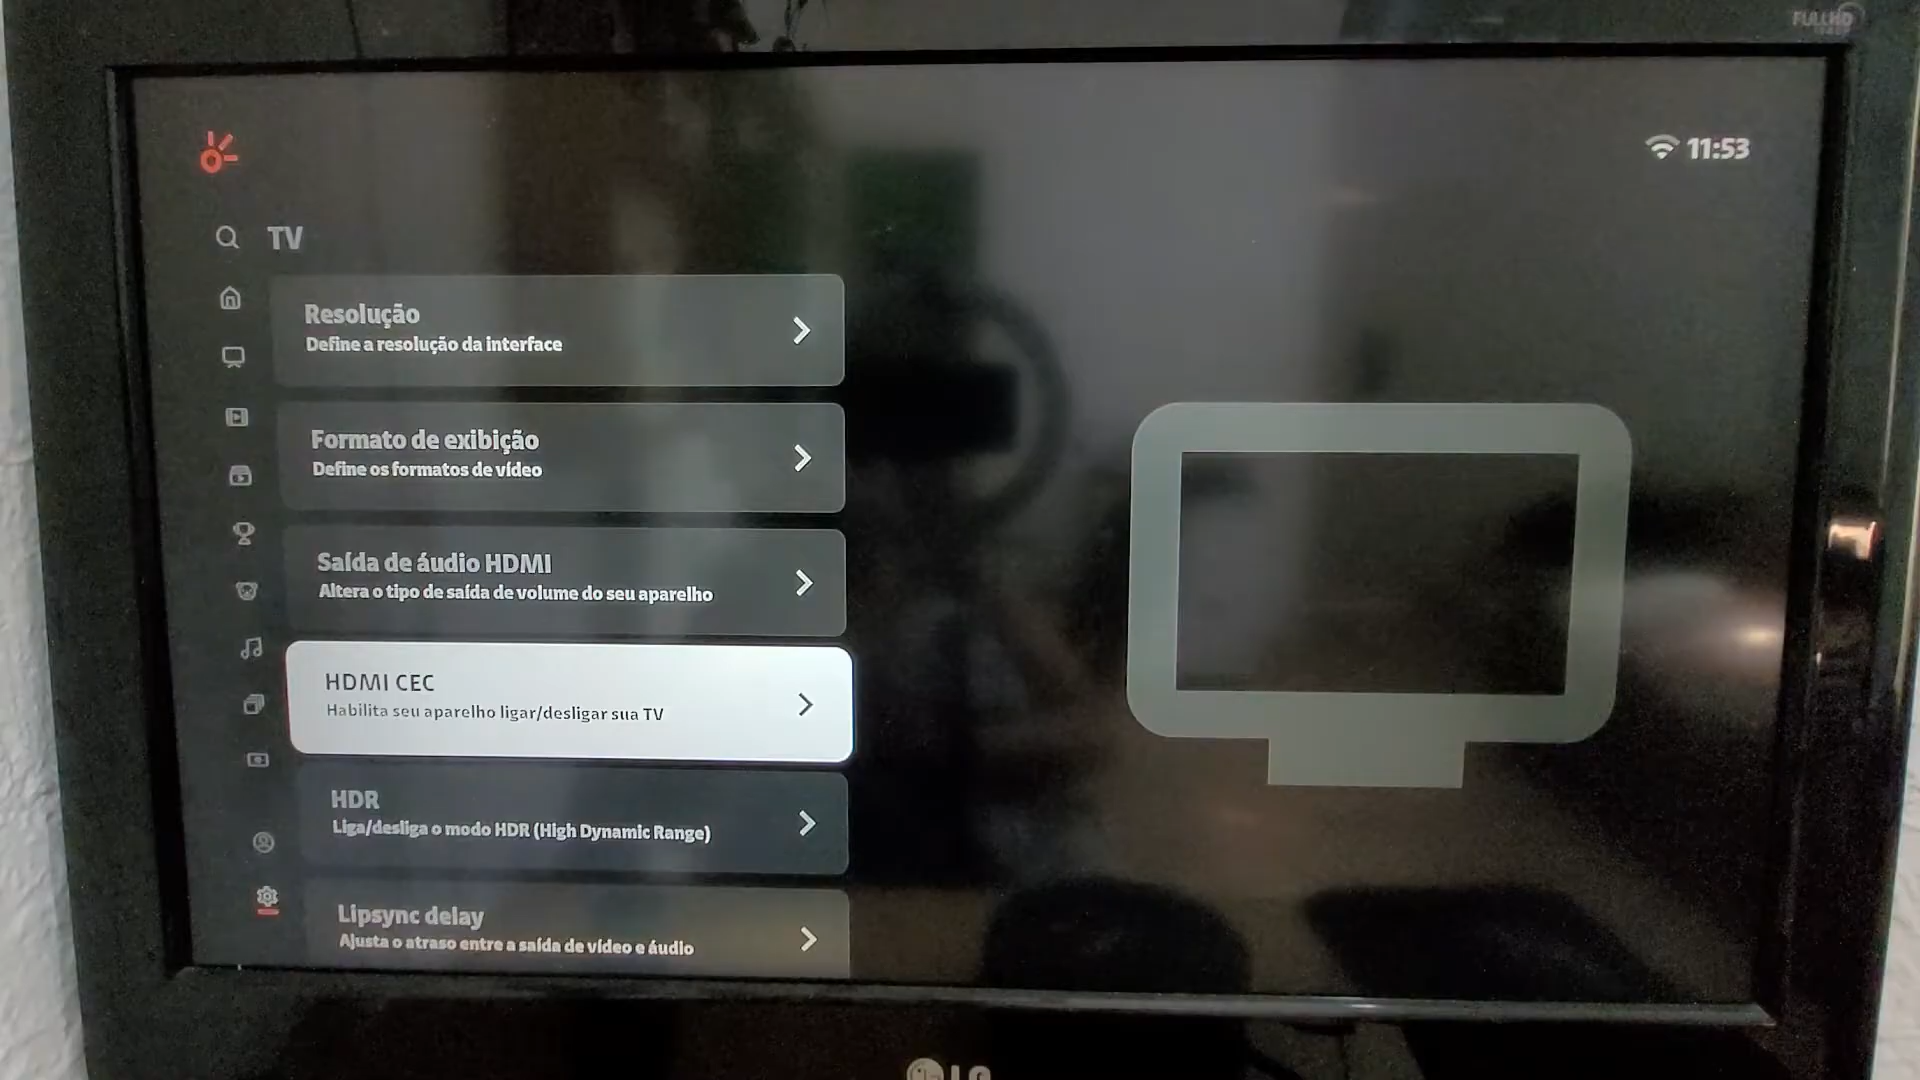 FULL HD
11:53
TV
Resolução
Define a resolução da interface
Formato de exibição
Define os formatos de vídeo
Saída de áudio HDMI
Altera o tipo de saída de volume do seu aparelho
HDMI CEC
Habilita seu aparelho ligar/desligar sua TV
HDR
Liga/desliga o modo HDR (High Dynamic Range)
Lipsync delay
Ajusta o atraso entre a saída de vídeo e áudio
LG